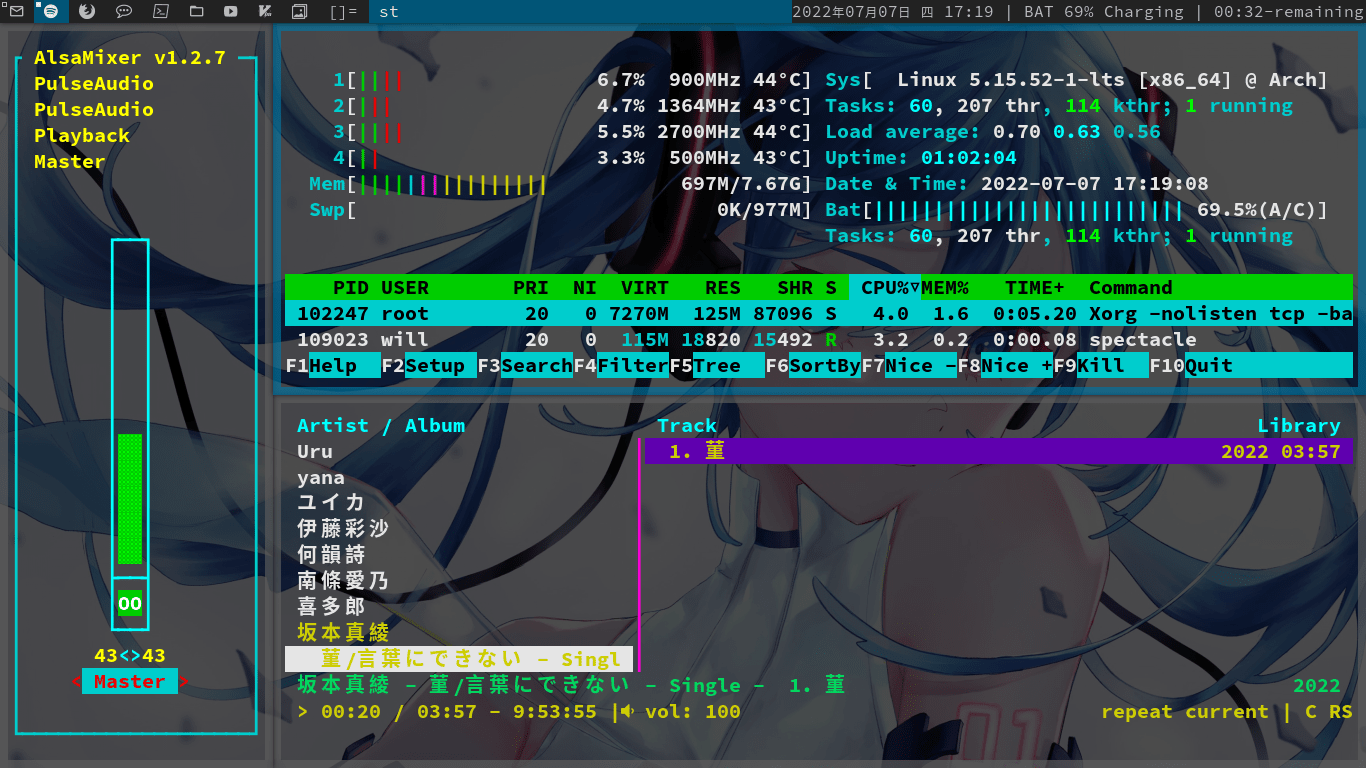 []= st 2022年07月07日 四 17:19 | BAT 69% Charging | 00:32-remaining
AlsaMixer v1.2.7
PulseAudio
PulseAudio
Playback
Master
OO
43<>43
< Master >
1[|||| 6.7% 900MHz 44°C] Sys[ Linux 5.15.52-1-lts [x86_64] @ Arch]
2[||| 4.7% 1364MHz 43°C] Tasks: 60, 207 thr, 114 kthr; 1 running
3[|||| 5.5% 2700MHz 44°C] Load average: 0.70 0.63 0.56
4[|| 3.3% 500MHz 43°C] Uptime: 01:02:04
Mem[|||||||||||||||| 697M/7.67G] Date & Time: 2022-07-07 17:19:08
Swp[ 0K/977M] Bat[|||||||||||||||||||||||||| 69.5%(A/C)]
Tasks: 60, 207 thr, 114 kthr; 1 running
PID USER PRI NI VIRT RES SHR S CPU%▽MEM% TIME+ Command
102247 root 20 0 7270M 125M 87096 S 4.0 1.6 0:05.20 Xorg -nolisten tcp -ba
109023 will 20 0 115M 18820 15492 R 3.2 0.2 0:00.08 spectacle
F1Help F2Setup F3SearchF4FilterF5Tree F6SortByF7Nice -F8Nice +F9Kill F10Quit
Artist / Album Track Library
Uru 1. 菫 2022 03:57
yana
ユイカ
伊藤彩沙
何韻詩
南條愛乃
喜多郎
坂本真綾
菫/言葉にできない - Singl
坂本真綾 - 菫/言葉にできない - Single - 1. 菫 2022
> 00:20 / 03:57 - 9:53:55 | vol: 100 repeat current | C RS
01